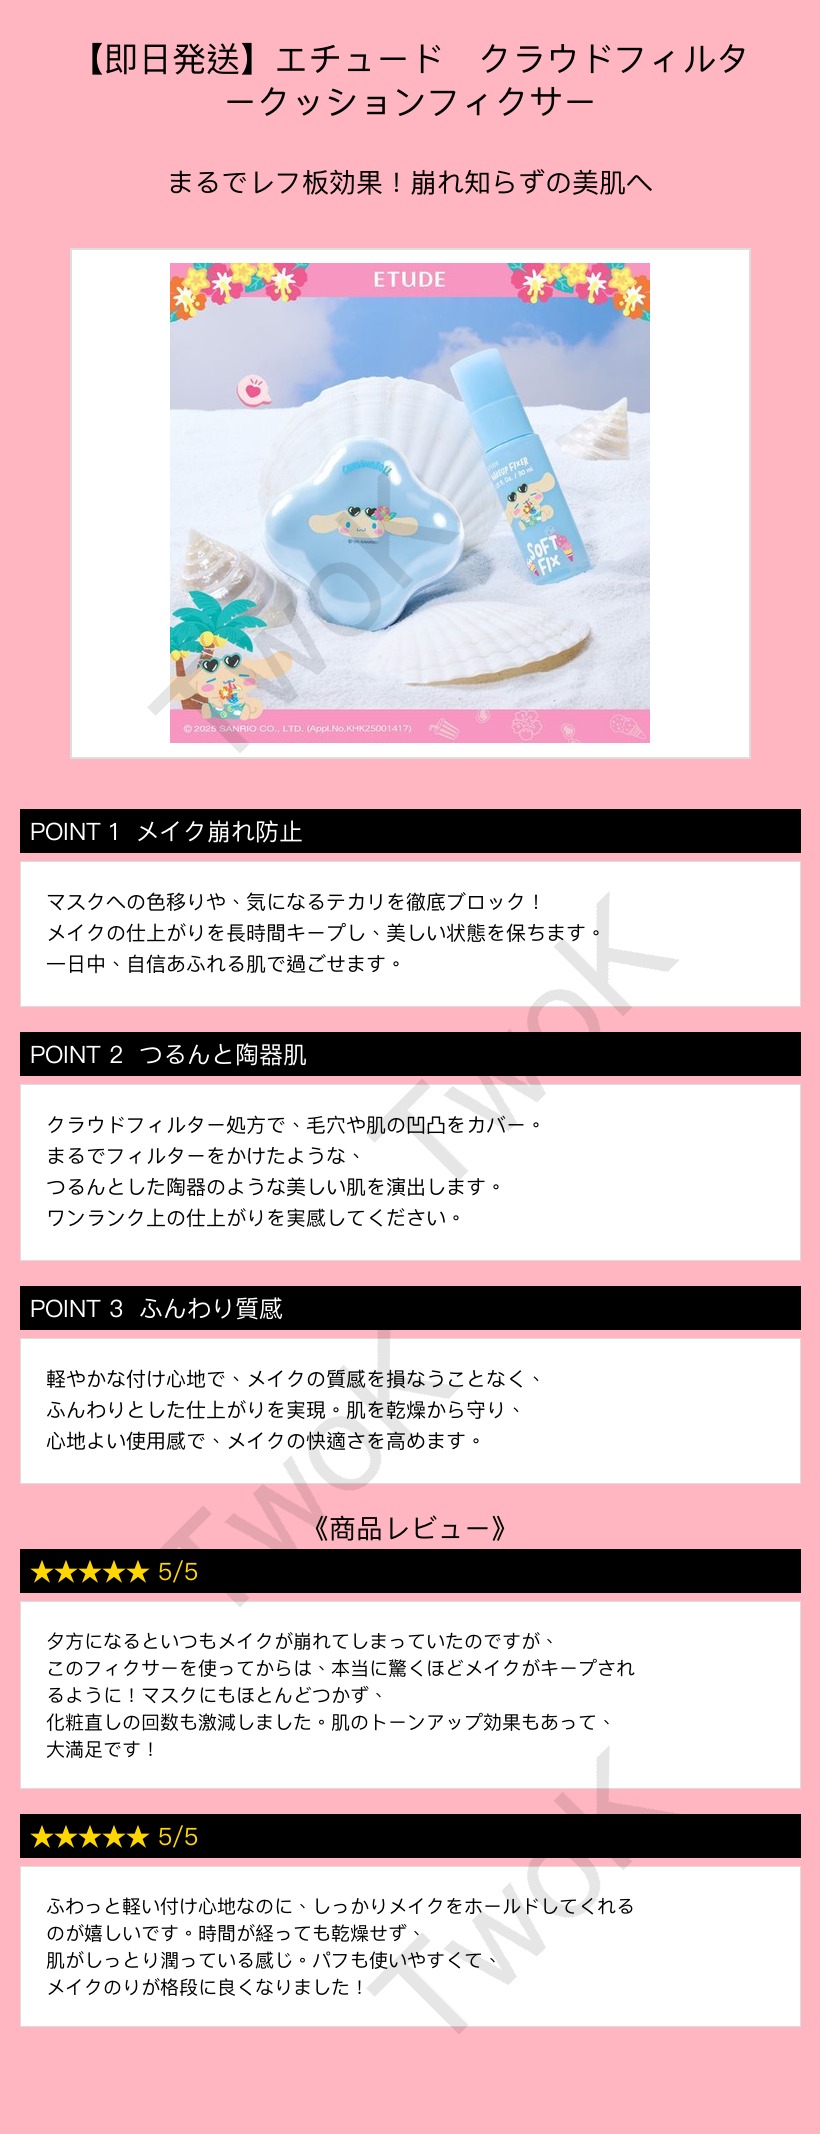 【即日発送】エチュード　クラウドフィルタ
ークッションフィクサー
まるでレフ板効果！崩れ知らずの美肌へ
ETUDE
CINNAMOROLL
MAKEUP FIXER
SOFT
FIX
© 2025 SANRIO CO., LTD. (Appl.No.KHK25001417)
TwoK
POINT 1 メイク崩れ防止
マスクへの色移りや、気になるテカリを徹底ブロック！
メイクの仕上がりを長時間キープし、美しい状態を保ちます。
一日中、自信あふれる肌で過ごせます。
TwoK
POINT 2 つるんと陶器肌
クラウドフィルター処方で、毛穴や肌の凹凸をカバー。
まるでフィルターをかけたような、
つるんとした陶器のような美しい肌を演出します。
ワンランク上の仕上がりを実感してください。
POINT 3 ふんわり質感
軽やかな付け心地で、メイクの質感を損なうことなく、
ふんわりとした仕上がりを実現。肌を乾燥から守り、
心地よい使用感で、メイクの快適さを高めます。
TwoK
《商品レビュー》
★★★★★ 5/5
夕方になるといつもメイクが崩れてしまっていたのですが、
このフィクサーを使ってからは、本当に驚くほどメイクがキープされ
るように！マスクにもほとんどつかず、
化粧直しの回数も激減しました。肌のトーンアップ効果もあって、
大満足です！
★★★★★ 5/5
ふわっと軽い付け心地なのに、しっかりメイクをホールドしてくれる
のが嬉しいです。時間が経っても乾燥せず、
肌がしっとり潤っている感じ。パフも使いやすくて、
メイクのりが格段に良くなりました！
TwoK